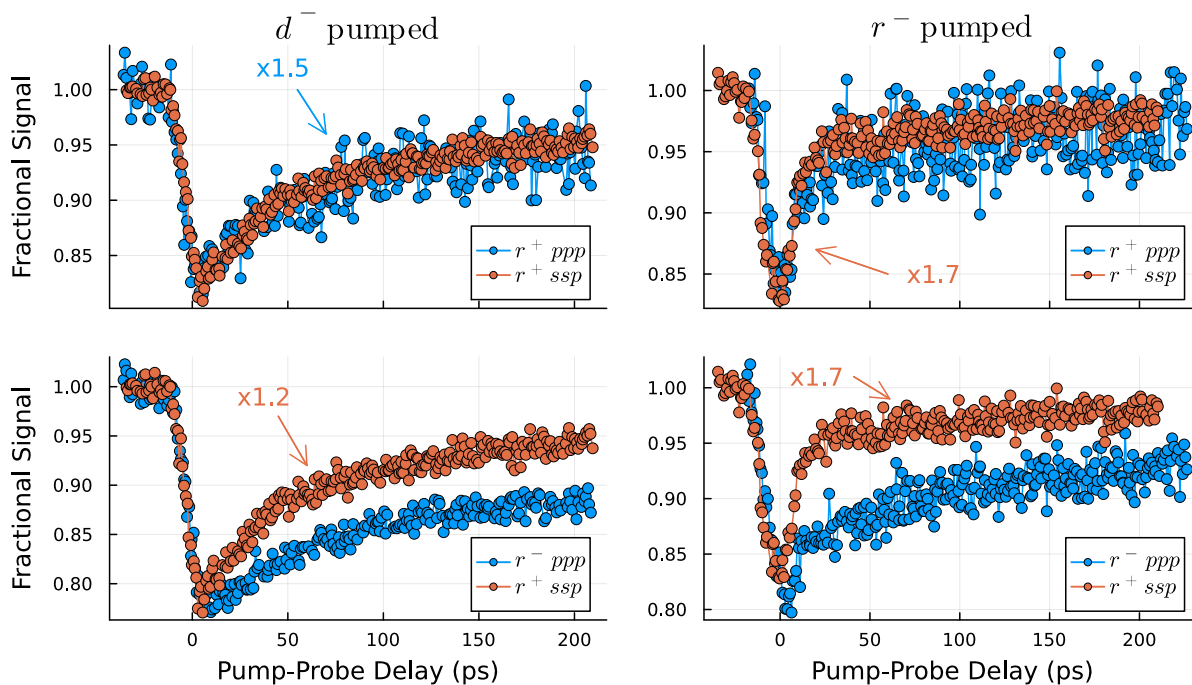 d⁻ pumped
r⁻ pumped
Fractional Signal
1.00
0.95
0.90
0.85
x1.5
r⁺ ppp
r⁺ ssp
1.00
0.95
0.90
0.85
x1.7
r⁺ ppp
r⁺ ssp
Fractional Signal
1.00
0.95
0.90
0.85
0.80
x1.2
r⁻ ppp
r⁺ ssp
0
50
100
150
200
Pump-Probe Delay (ps)
1.00
0.95
0.90
0.85
0.80
x1.7
r⁻ ppp
r⁺ ssp
0
50
100
150
200
Pump-Probe Delay (ps)